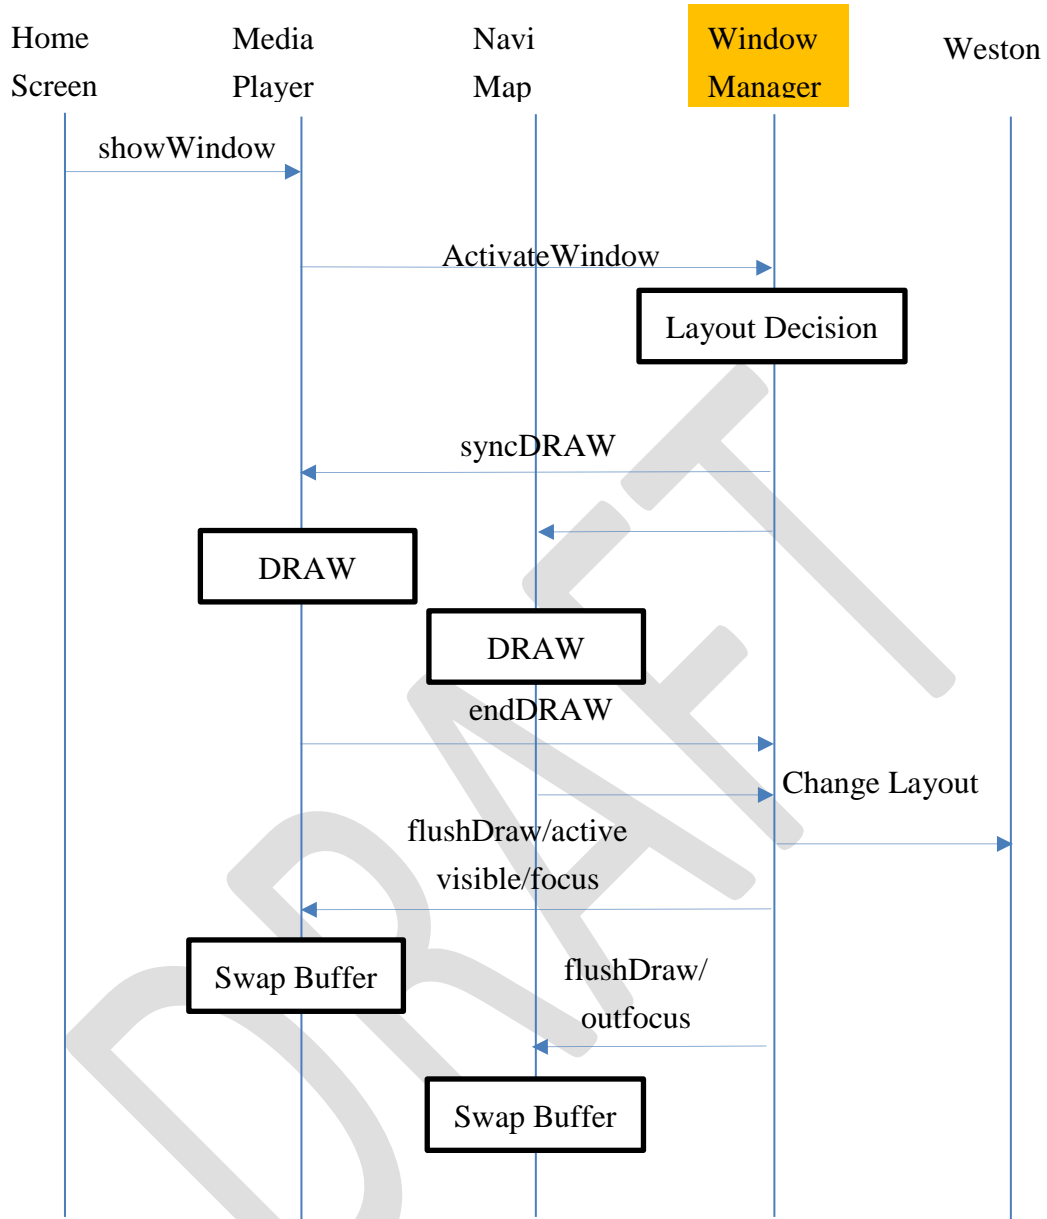 Home
Screen
Media
Player
Navi
Map
Window
Manager
Weston
showWindow
ActivateWindow
Layout Decision
syncDRAW
DRAW
DRAW
endDRAW
Change Layout
flushDraw/active
visible/focus
Swap Buffer
flushDraw/
outfocus
Swap Buffer
DRAFT